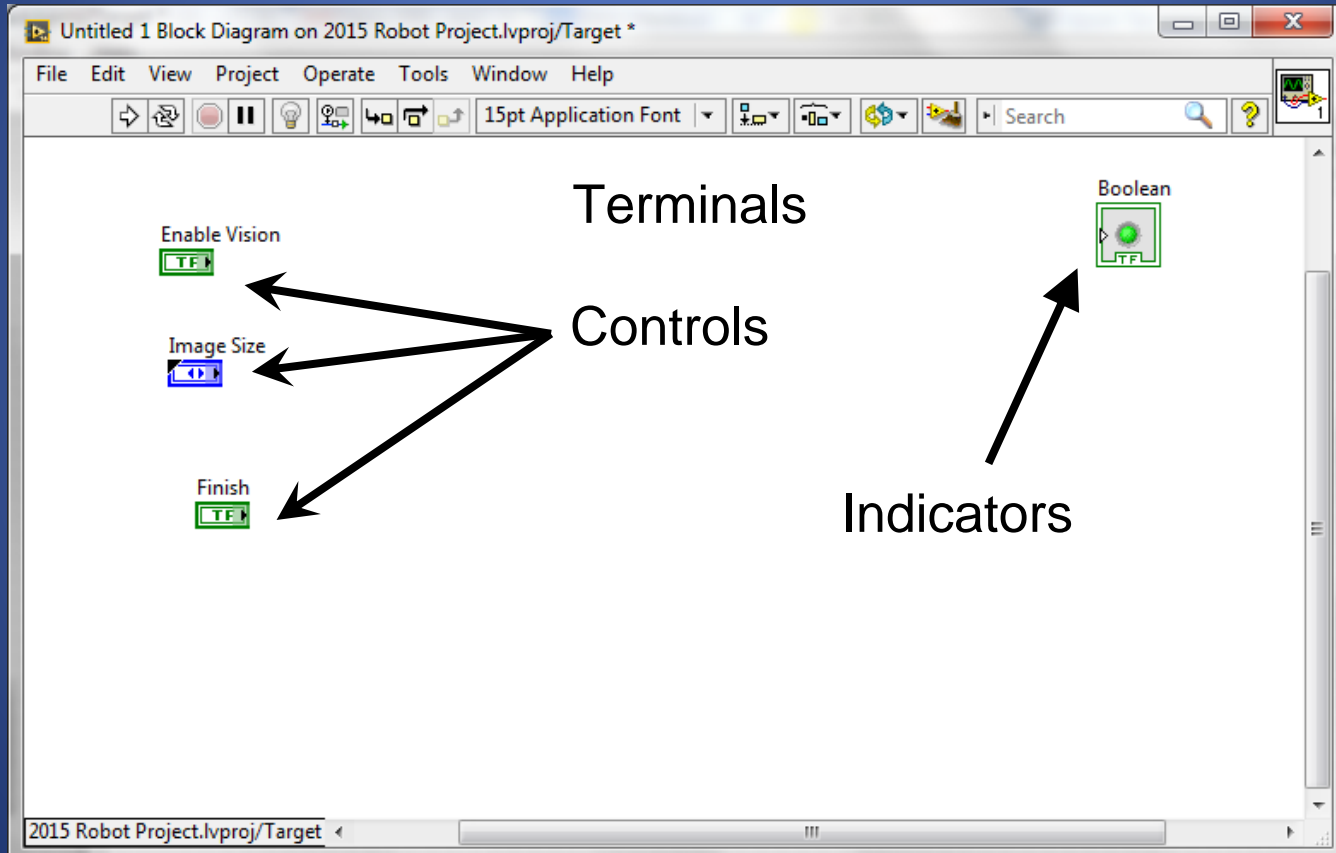 Untitled 1 Block Diagram on 2015 Robot Project.lvproj/Target *
File Edit View Project Operate Tools Window Help
15pt Application Font
Search
?
1
Terminals
Boolean
TF
Enable Vision
TF
Controls
Image Size
Finish
TF
Indicators
2015 Robot Project.lvproj/Target